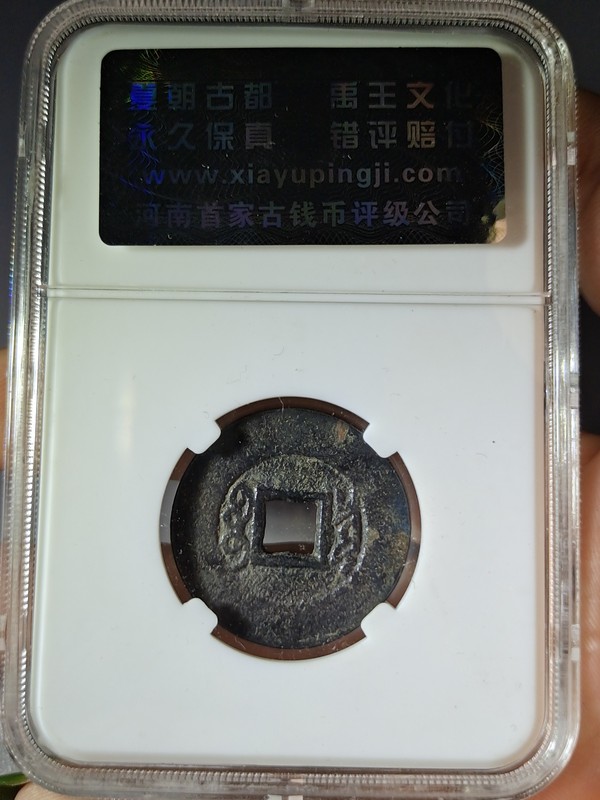 夏朝古都 禹王文化
永久保真 错评赔付
www.xiayupingji.com
河南首家古钱币评级公司